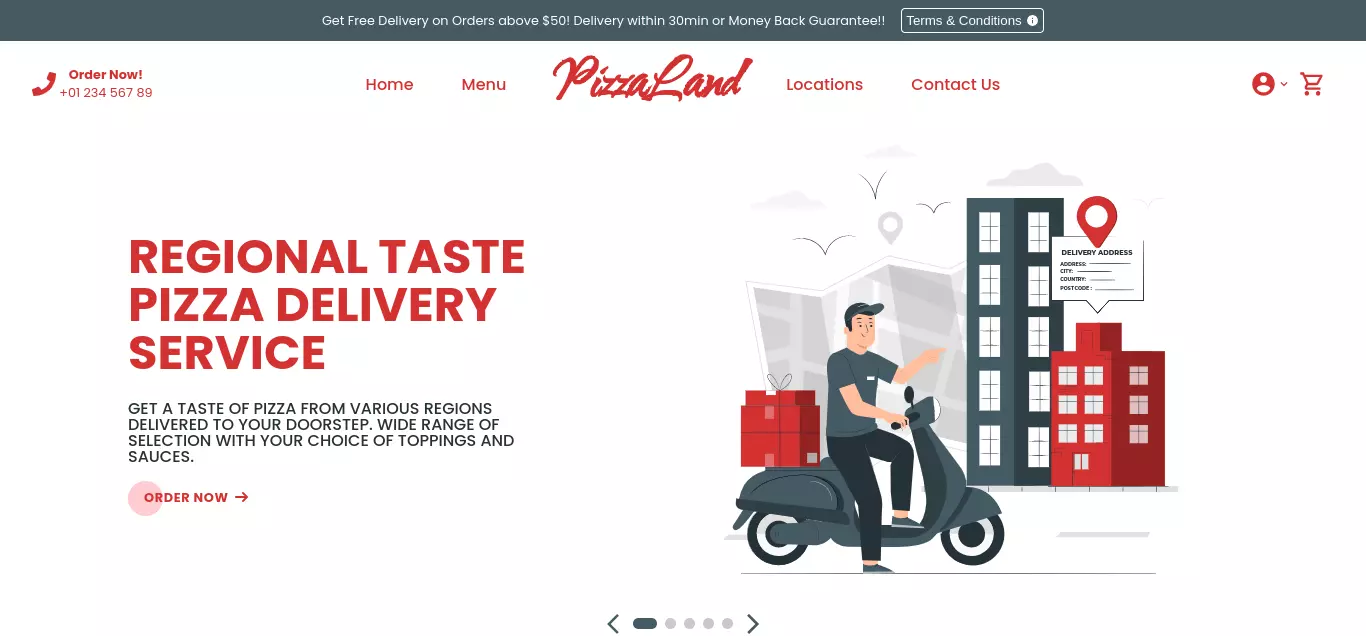 Get Free Delivery on Orders above $50! Delivery within 30min or Money Back Guarantee!! Terms & Conditions
Order Now!
+01 234 567 89
Home Menu PizzaLand Locations Contact Us
REGIONAL TASTE
PIZZA DELIVERY
SERVICE
GET A TASTE OF PIZZA FROM VARIOUS REGIONS
DELIVERED TO YOUR DOORSTEP. WIDE RANGE OF
SELECTION WITH YOUR CHOICE OF TOPPINGS AND
SAUCES.
ORDER NOW
DELIVERY ADDRESS
ADDRESS:
CITY:
COUNTRY:
POSTCODE: